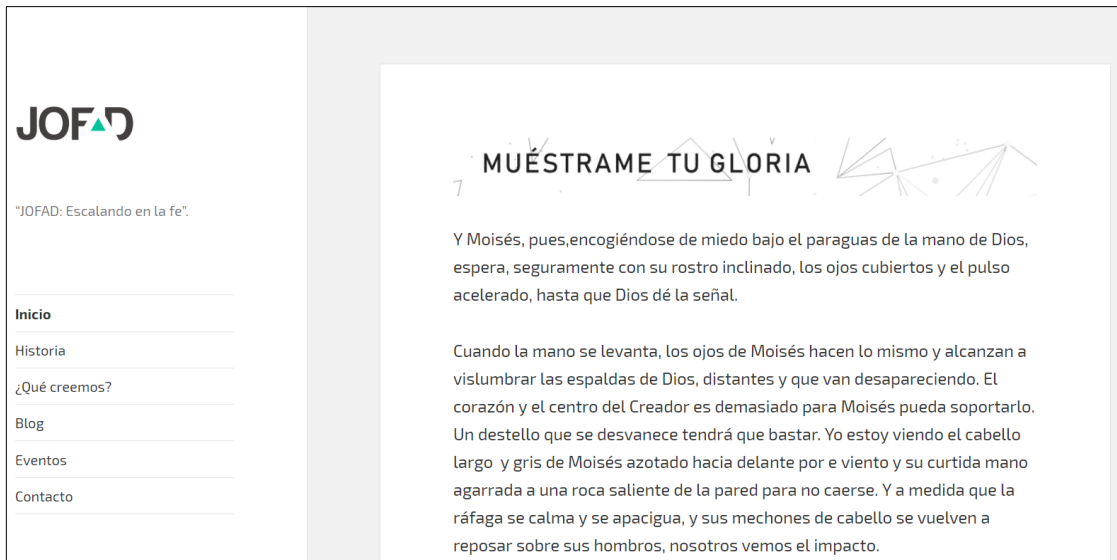 JOFAD
"JOFAD: Escalando en la fe".
Inicio
Historia
¿Qué creemos?
Blog
Eventos
Contacto
MUÉSTRAME TU GLORIA
Y Moisés, pues,encogiéndose de miedo bajo el paraguas de la mano de Dios,
espera, seguramente con su rostro inclinado, los ojos cubiertos y el pulso
acelerado, hasta que Dios dé la señal.
Cuando la mano se levanta, los ojos de Moisés hacen lo mismo y alcanzan a
vislumbrar las espaldas de Dios, distantes y que van desapareciendo. El
corazón y el centro del Creador es demasiado para Moisés pueda soportarlo.
Un destello que se desvanece tendrá que bastar. Yo estoy viendo el cabello
largo  y gris de Moisés azotado hacia delante por e viento y su curtida mano
agarrada a una roca saliente de la pared para no caerse. Y a medida que la
ráfaga se calma y se apacigua, y sus mechones de cabello se vuelven a
reposar sobre sus hombros, nosotros vemos el impacto.